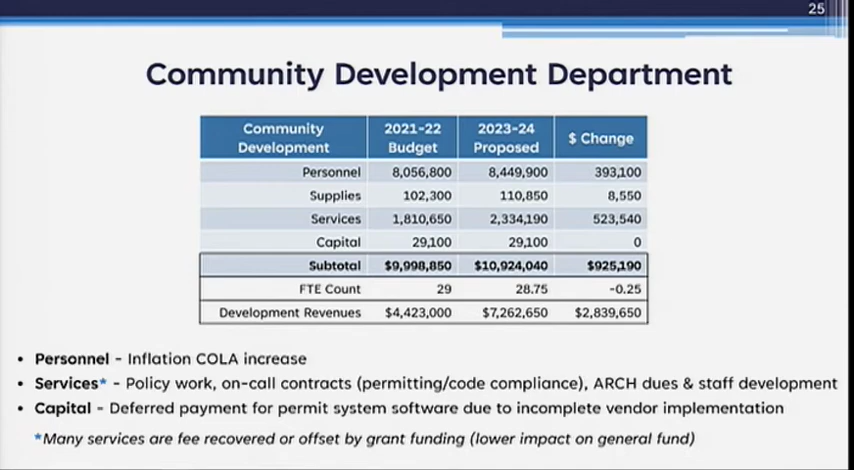 25
Community Development Department
Community Development 2021-22 Budget 2023-24 Proposed $ Change
Personnel 8,056,800 8,449,900 393,100
Supplies 102,300 110,850 8,550
Services 1,810,650 2,334,190 523,540
Capital 29,100 29,100 0
Subtotal $9,998,850 $10,924,040 $925,190
FTE Count 29 28.75 -0.25
Development Revenues $4,423,000 $7,262,650 $2,839,650
• Personnel - Inflation COLA increase
• Services* - Policy work, on-call contracts (permitting/code compliance), ARCH dues & staff development
• Capital - Deferred payment for permit system software due to incomplete vendor implementation
*Many services are fee recovered or offset by grant funding (lower impact on general fund)